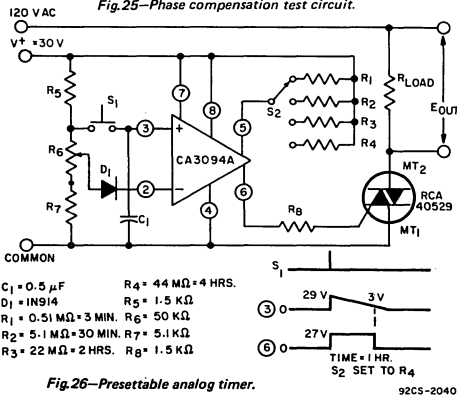 Fig.25—Phase compensation test circuit.
120 VAC
V+ = 30 V
R5
S1
R6
D1
R7
C1
COMMON
7
8
3
+
CA3094A
2
−
4
5
6
S2
R1
R2
R3
R4
RLOAD
EOUT
MT2
RCA
40529
MT1
R8
C1 = 0.5 µF
D1 = 1N914
R1 = 0.51 MΩ = 3 MIN.
R2 = 5.1 MΩ = 30 MIN.
R3 = 22 MΩ = 2 HRS.
R4 = 44 MΩ = 4 HRS.
R5 = 1.5 KΩ
R6 = 50 KΩ
R7 = 5.1 KΩ
R8 = 1.5 KΩ
S1
29 V
3V
3 0
27V
6 0
TIME = 1 HR.
S2 SET TO R4
Fig.26—Presettable analog timer.
92CS-2040